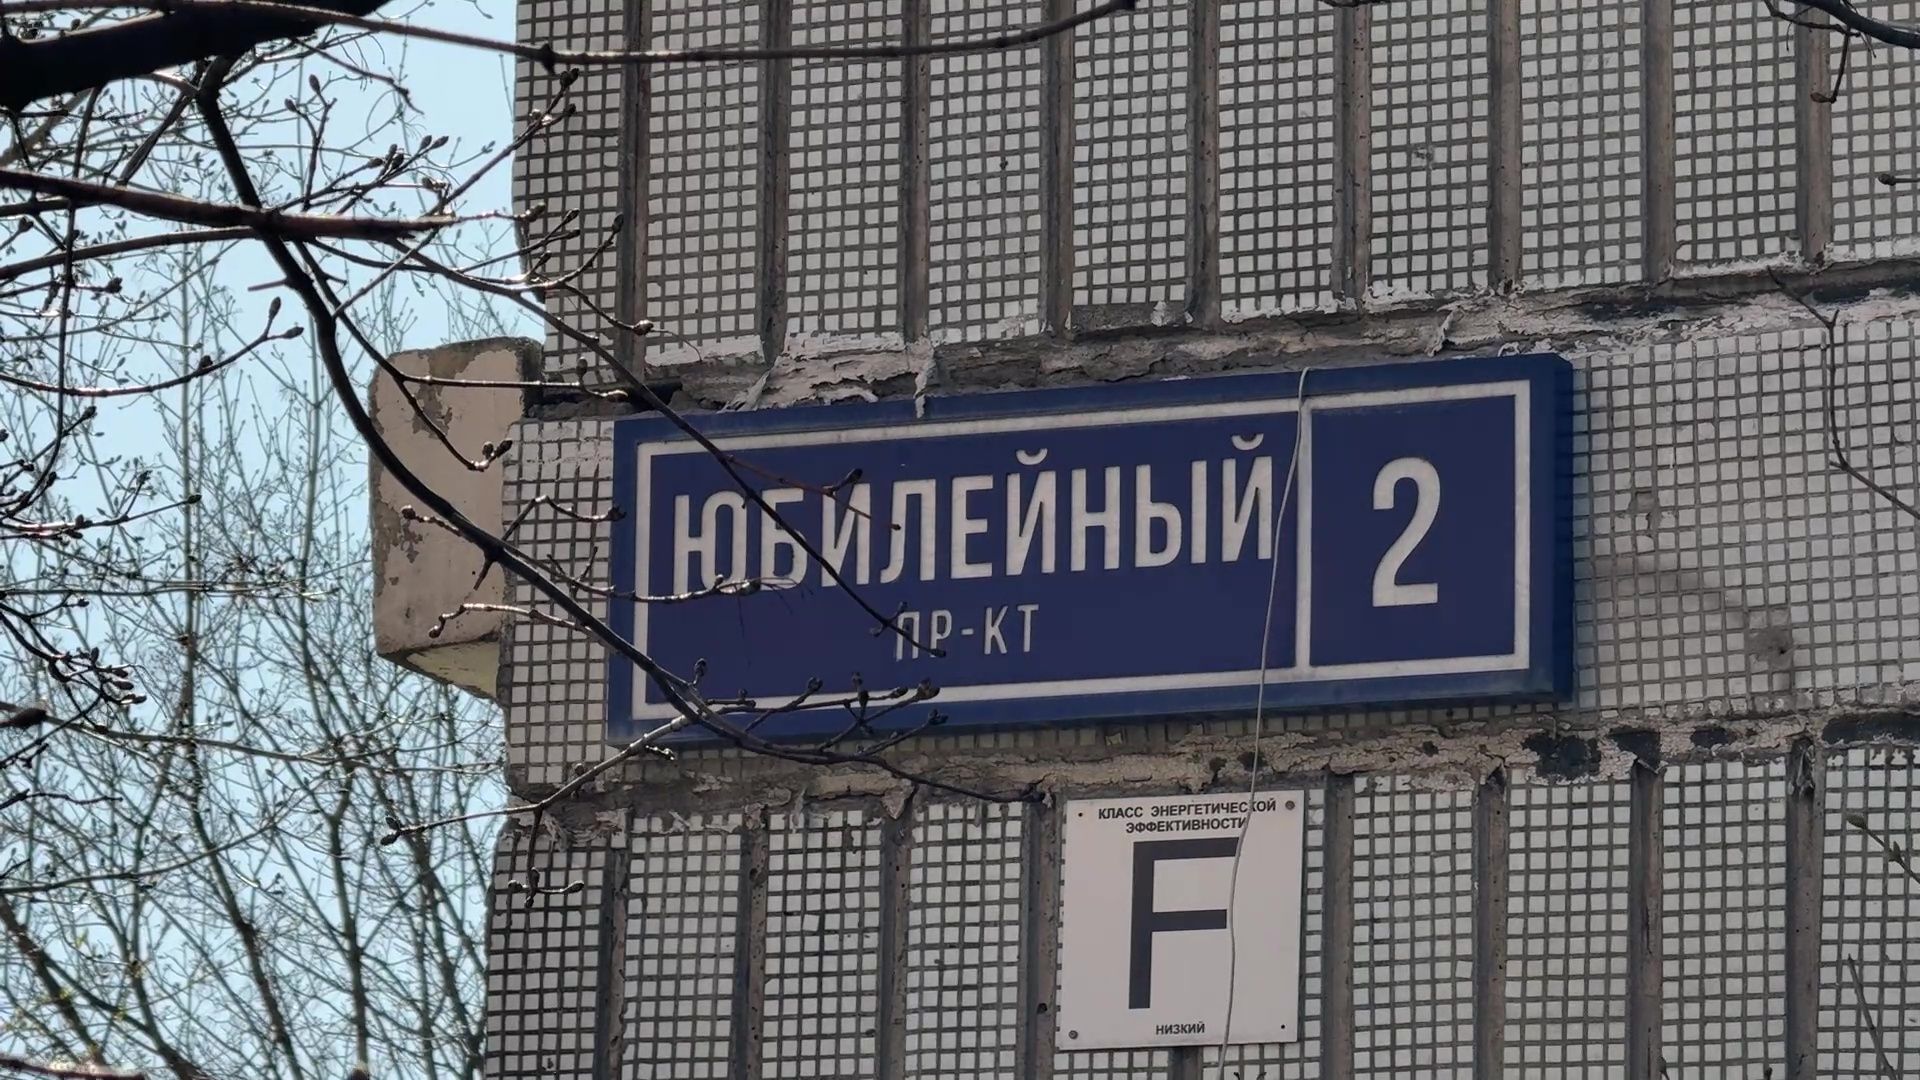 ЮБИЛЕЙНЫЙ
ПР-КТ
2
КЛАСС ЭНЕРГЕТИЧЕСКОЙ
ЭФФЕКТИВНОСТИ
F
НИЗКИЙ